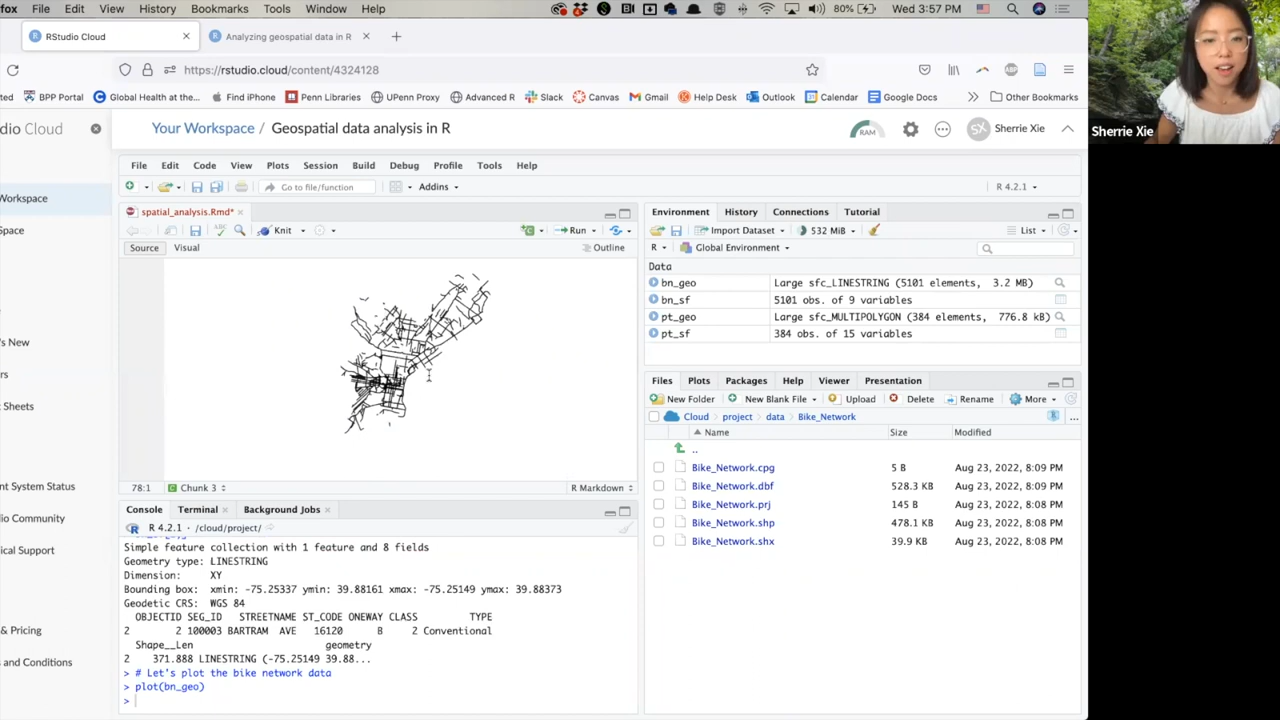 fox File Edit View History Bookmarks Tools Window Help 80% Wed 3:57 PM
RStudio Cloud Analyzing geospatial data in R
https://rstudio.cloud/content/4324128
ted BPP Portal Global Health at the... Find iPhone Penn Libraries UPenn Proxy Advanced R Slack Canvas Gmail Help Desk Outlook Calendar Google Docs Other Bookmarks
Sherrie Xie
dio Cloud
Your Workspace / Geospatial data analysis in R
RAM
SX Sherrie Xie
File Edit Code View Plots Session Build Debug Profile Tools Help
Go to file/function Addins R 4.2.1
Workspace
Space
's New
rs
t Sheets
ent System Status
dio Community
ical Support
& Pricing
s and Conditions
spatial_analysis.Rmd*
Knit Run
Source Visual Outline
78:1 Chunk 3 R Markdown
Console Terminal Background Jobs
R 4.2.1 · /cloud/project/
Simple feature collection with 1 feature and 8 fields
Geometry type: LINESTRING
Dimension: XY
Bounding box: xmin: -75.25337 ymin: 39.88161 xmax: -75.25149 ymax: 39.88373
Geodetic CRS: WGS 84
OBJECTID SEG_ID STREETNAME ST_CODE ONEWAY CLASS TYPE
2 2 100003 BARTRAM AVE 16120 B 2 Conventional
Shape__Len geometry
2 371.888 LINESTRING (-75.25149 39.88...
> # Let's plot the bike network data
> plot(bn_geo)
>
Environment History Connections Tutorial
Import Dataset 532 MiB List
R Global Environment
Data
bn_geo Large sfc_LINESTRING (5101 elements, 3.2 MB)
bn_sf 5101 obs. of 9 variables
pt_geo Large sfc_MULTIPOLYGON (384 elements, 776.8 kB)
pt_sf 384 obs. of 15 variables
Files Plots Packages Help Viewer Presentation
New Folder New Blank File Upload Delete Rename More
Cloud project data Bike_Network ...
Name Size Modified
..
Bike_Network.cpg 5 B Aug 23, 2022, 8:09 PM
Bike_Network.dbf 528.3 KB Aug 23, 2022, 8:09 PM
Bike_Network.prj 145 B Aug 23, 2022, 8:08 PM
Bike_Network.shp 478.1 KB Aug 23, 2022, 8:08 PM
Bike_Network.shx 39.9 KB Aug 23, 2022, 8:08 PM